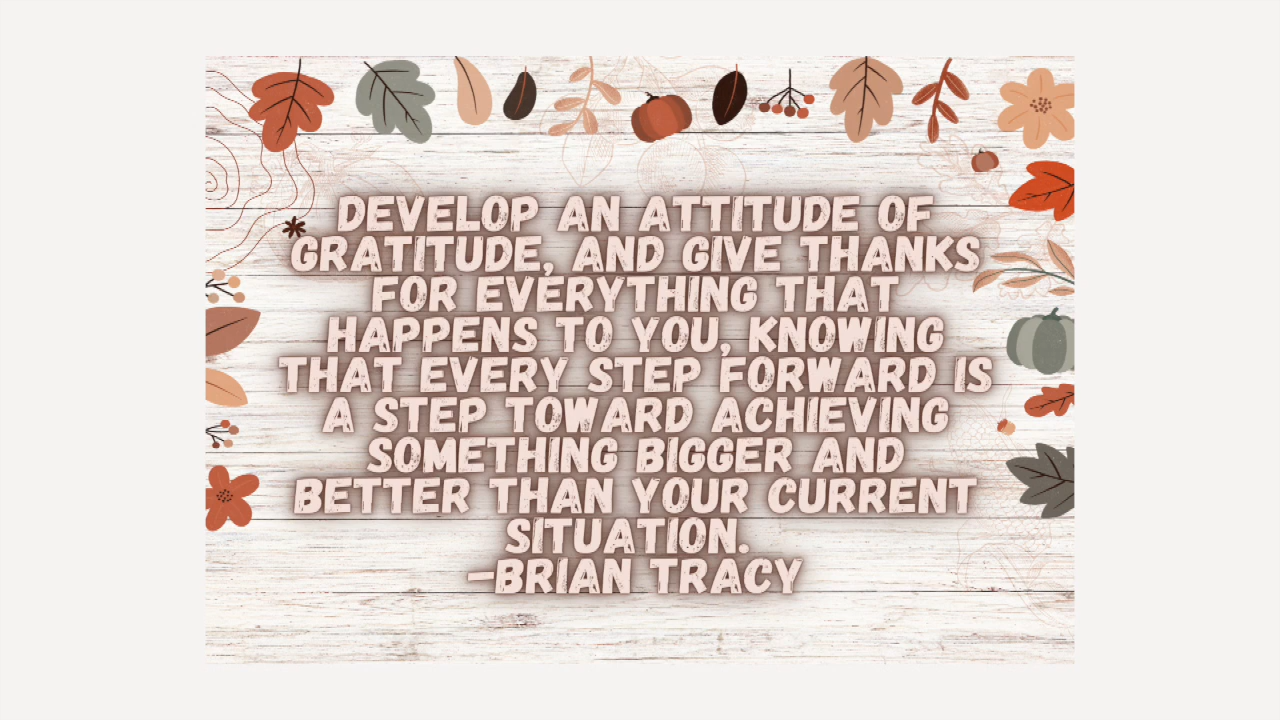 DEVELOP AN ATTITUDE OF
GRATITUDE, AND GIVE THANKS
FOR EVERYTHING THAT
HAPPENS TO YOU, KNOWING
THAT EVERY STEP FORWARD IS
A STEP TOWARD ACHIEVING
SOMETHING BIGGER AND
BETTER THAN YOUR CURRENT
SITUATION.
-BRIAN TRACY